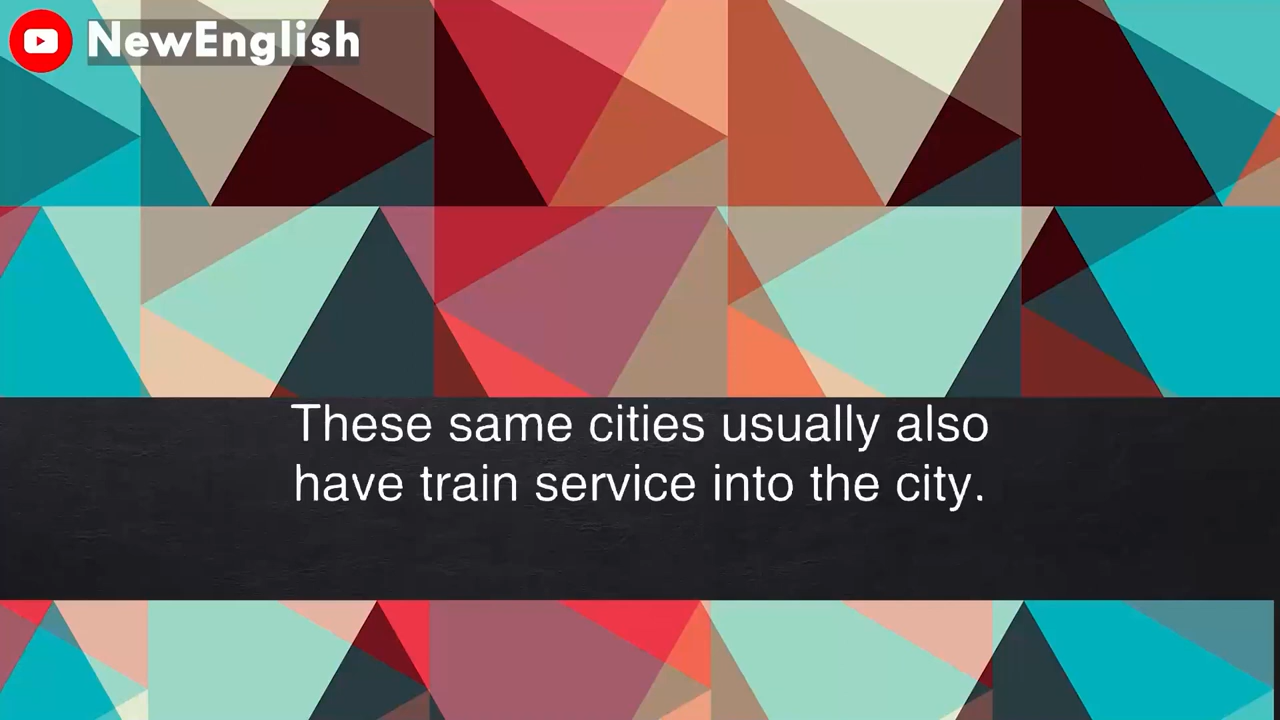 NewEnglish
These same cities usually also
have train service into the city.